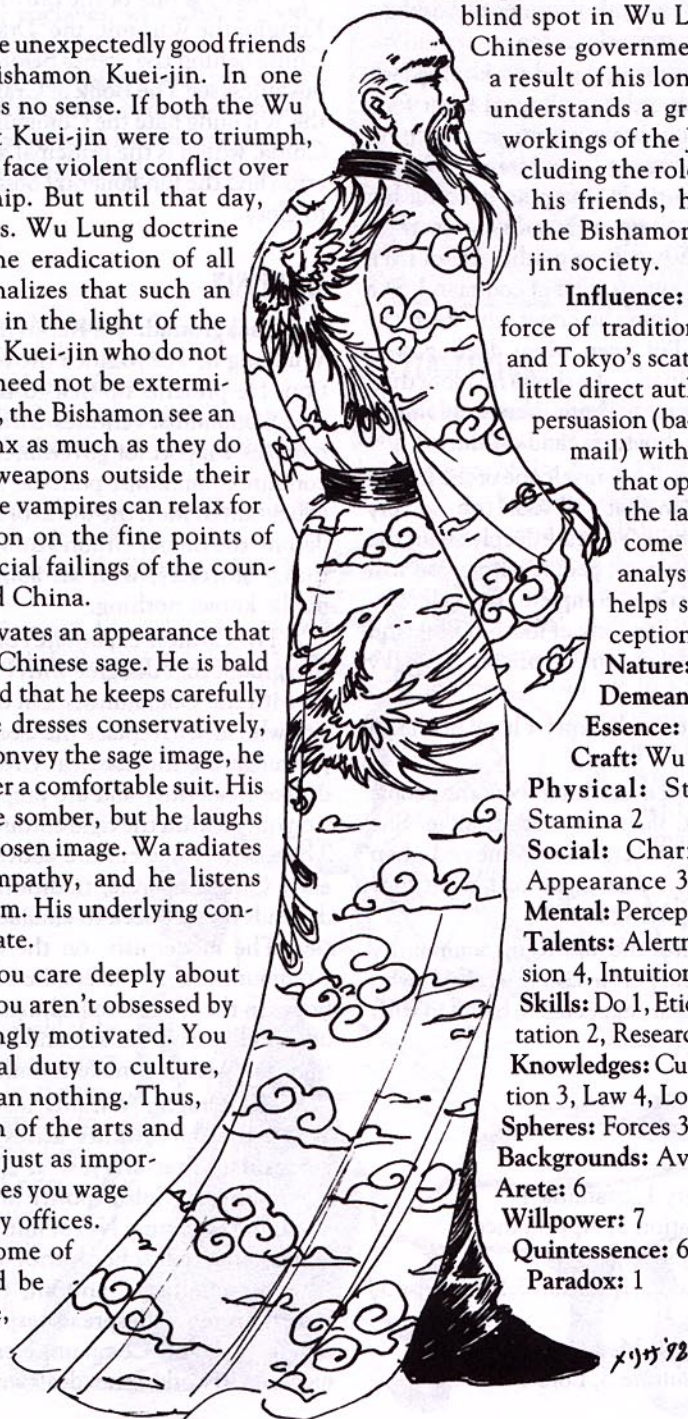 e unexpectedly good friends
ishamon Kuei-jin. In one
s no sense. If both the Wu
t Kuei-jin were to triumph,
face violent conflict over
hip. But until that day,
s. Wu Lung doctrine
he eradication of all
nalizes that such an
in the light of the
Kuei-jin who do not
need not be extermi-
, the Bishamon see an
nx as much as they do
weapons outside their
e vampires can relax for
on on the fine points of
cial failings of the coun-
d China.
vates an appearance that
Chinese sage. He is bald
d that he keeps carefully
e dresses conservatively,
onvey the sage image, he
er a comfortable suit. His
e somber, but he laughs
osen image. Wa radiates
mpathy, and he listens
m. His underlying con-
ate.
ou care deeply about
ou aren't obsessed by
ngly motivated. You
al duty to culture,
an nothing. Thus,
n of the arts and
just as impor-
es you wage
y offices.
ome of
d be
,
blind spot in Wu L
Chinese governme
a result of his lon
understands a gr
workings of the j
cluding the role
his friends, h
the Bishamon
jin society.
Influence:
force of tradition
and Tokyo's scat
little direct auth
persuasion (bac
mail) with
that op
the la
come
analys
helps s
ception
Nature:
Demean
Essence:
Craft: Wu
Physical: St
Stamina 2
Social: Charis
Appearance 3
Mental: Percep
Talents: Alertn
sion 4, Intuition
Skills: Do 1, Etic
tation 2, Research
Knowledges: Cu
tion 3, Law 4, Lo
Spheres: Forces 3
Backgrounds: Av
Arete: 6
Willpower: 7
Quintessence: 6
Paradox: 1